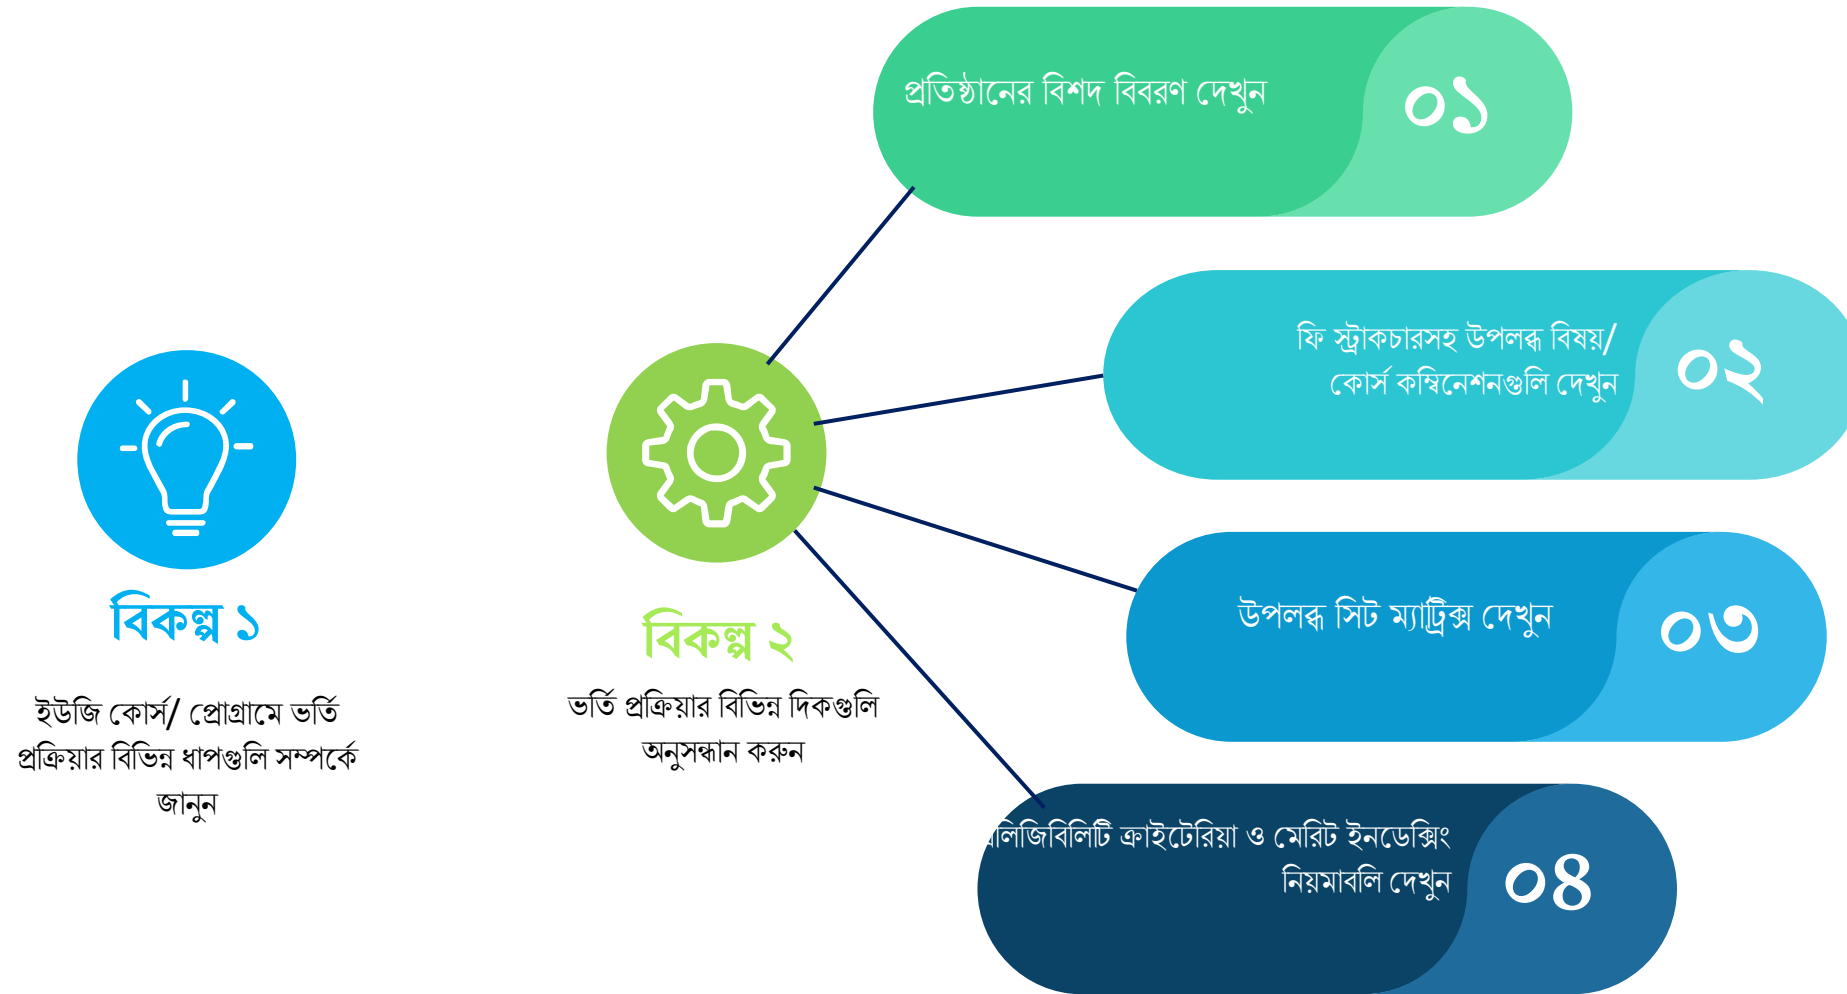 প্রতিষ্ঠানের বিশদ বিবরণ দেখুন
০১
ফি স্ট্রাকচারসহ উপলব্ধ বিষয়/
কোর্স কম্বিনেশনগুলি দেখুন
০২
বিকল্প ১
ইউজি কোর্স/ প্রোগ্রামে ভর্তি
প্রক্রিয়ার বিভিন্ন ধাপগুলি সম্পর্কে
জানুন
বিকল্প ২
ভর্তি প্রক্রিয়ার বিভিন্ন দিকগুলি
অনুসন্ধান করুন
উপলব্ধ সিট ম্যাট্রিক্স দেখুন
০৩
ক্রাইটেরিয়া ও মেরিট ইনডেক্সিং
নিয়মাবলি দেখুন
০৪